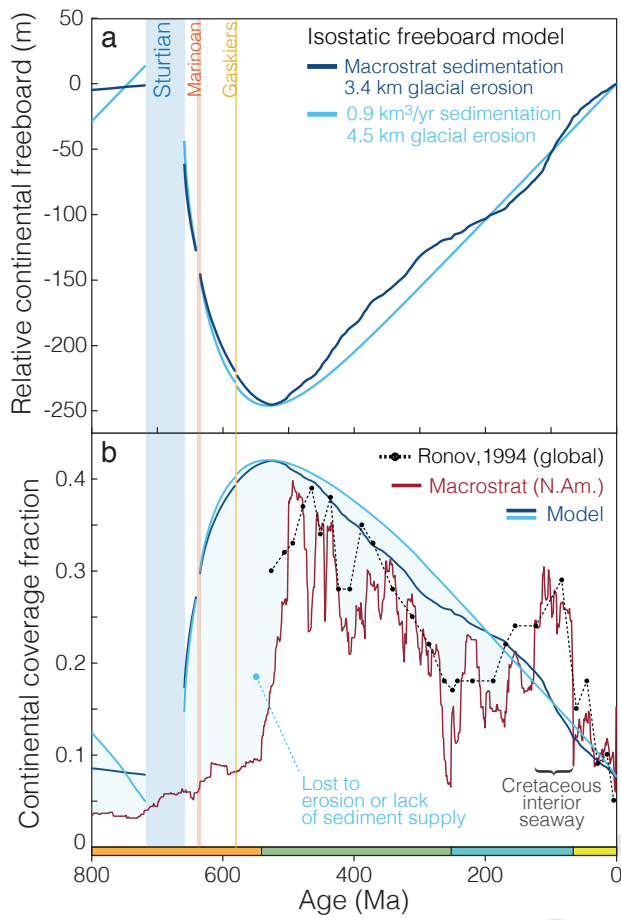 50
0
-50
-100
-150
-200
-250
Relative continental freeboard (m)
a
Sturtian
Marinoan
Gaskiers
Isostatic freeboard model
Macrostrat sedimentation
3.4 km glacial erosion
0.9 km³/yr sedimentation
4.5 km glacial erosion
b
0.4
0.3
0.2
0.1
0
Continental coverage fraction
Ronov,1994 (global)
Macrostrat (N.Am.)
Model
Lost to
erosion or lack
of sediment supply
Cretaceous
interior
seaway
800
600
400
200
0
Age (Ma)